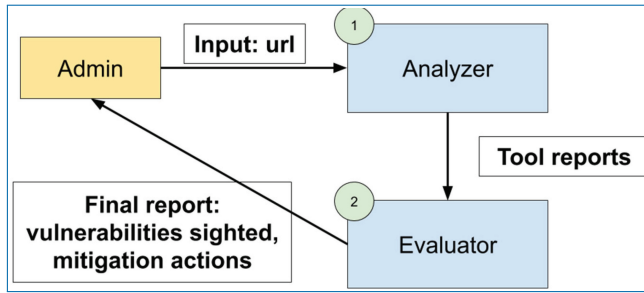 Admin
Input: url
1
Analyzer
Tool reports
2
Evaluator
Final report:
vulnerabilities sighted,
mitigation actions